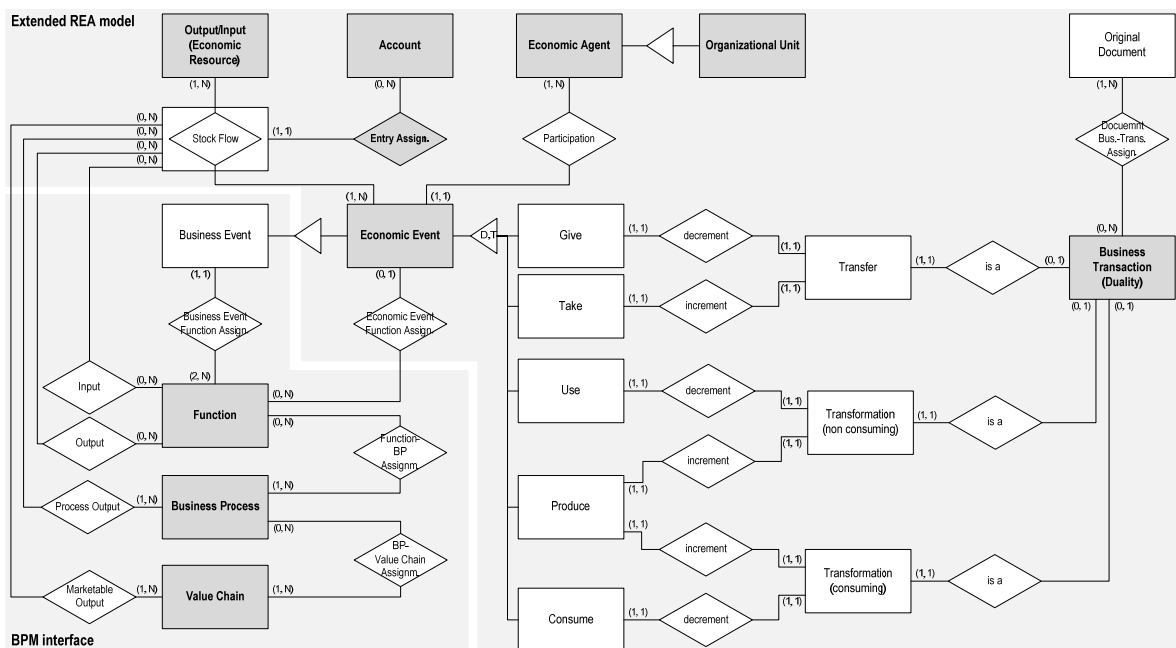 Extended REA model
Output/Input
(Economic
Resource)
Account
Economic Agent
Organizational Unit
Original
Document
(1, N)
(0, N)
(1, N)
(1, N)
(0, N)
(0, N)
(0, N)
(0, N)
Stock Flow
(1, 1)
Entry Assign.
Participation
Docuemnt
Bus.-Trans.
Assign.
(1, N)
(1, 1)
(0, N)
Business Event
Economic Event
D,T
Give
(1, 1)
decrement
(1, 1)
Transfer
(1, 1)
is a
(0, 1)
Business
Transaction
(Duality)
(1, 1)
(0, 1)
Take
(1, 1)
increment
(1, 1)
(0, 1)
(0, 1)
Business Event
Function Assign.
Economic Event
Function Assign.
Input
(0, N)
(2, N)
Function
(0, N)
(0, N)
Output
(0, N)
Use
(1, 1)
decrement
(1, 1)
Transformation
(non consuming)
(1, 1)
is a
(1, 1)
Function-
BP
Assignm.
increment
(1, 1)
Process Output
(1, N)
Business Process
(1, N)
(0, N)
Produce
(1, 1)
BP-
Value Chain
Assignm.
increment
(1, 1)
Transformation
(consuming)
(1, 1)
is a
(1, 1)
Marketable
Output
(1, N)
Value Chain
(1, N)
Consume
(1, 1)
decrement
BPM interface